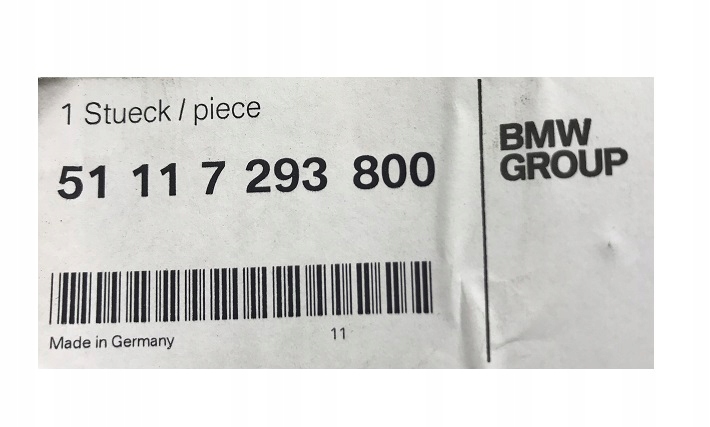 1 Stueck / piece
51 11 7 293 800
Made in Germany
11
BMW
GROUP